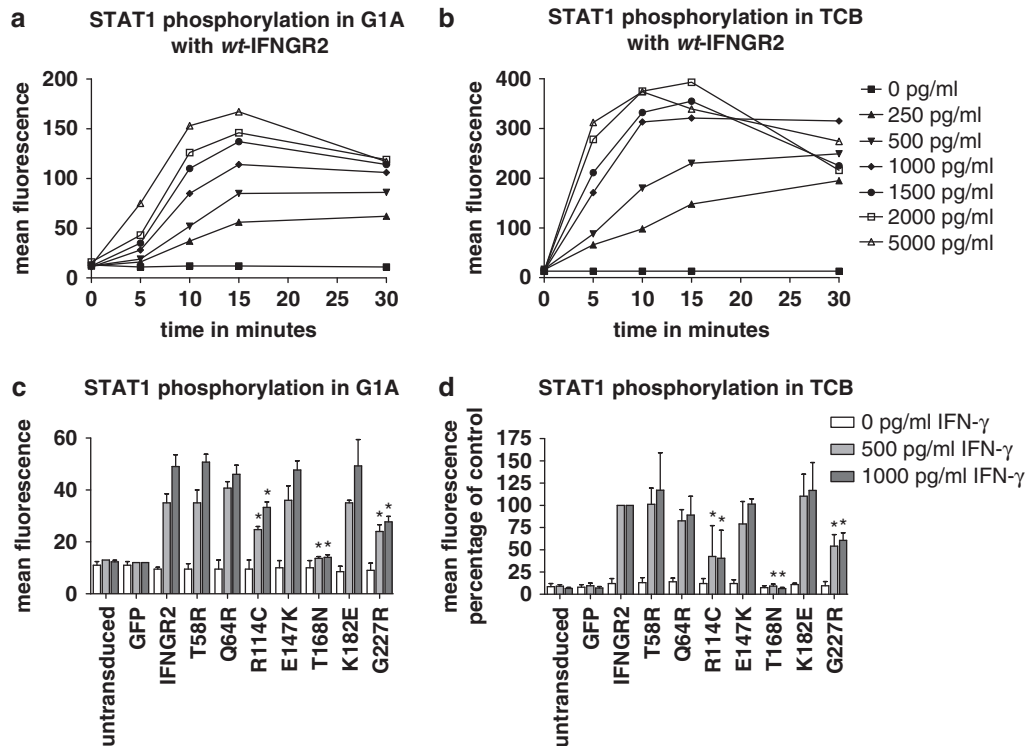 a
STAT1 phosphorylation in G1A
with wt-IFNGR2
mean fluorescence
200
150
100
50
0
0 5 10 15 20 25 30
time in minutes
b
STAT1 phosphorylation in TCB
with wt-IFNGR2
mean fluorescence
400
300
200
100
0
0 5 10 15 20 25 30
time in minutes
0 pg/ml
250 pg/ml
500 pg/ml
1000 pg/ml
1500 pg/ml
2000 pg/ml
5000 pg/ml
c
STAT1 phosphorylation in G1A
mean fluorescence
60
40
20
0
* * ** * *
untransduced
GFP
IFNGR2
T58R
Q64R
R114C
E147K
T168N
K182E
G227R
d
STAT1 phosphorylation in TCB
mean fluorescence
percentage of control
175
150
125
100
75
50
25
0
* * ** * *
untransduced
GFP
IFNGR2
T58R
Q64R
R114C
E147K
T168N
K182E
G227R
0 pg/ml IFN-γ
500 pg/ml IFN-γ
1000 pg/ml IFN-γ